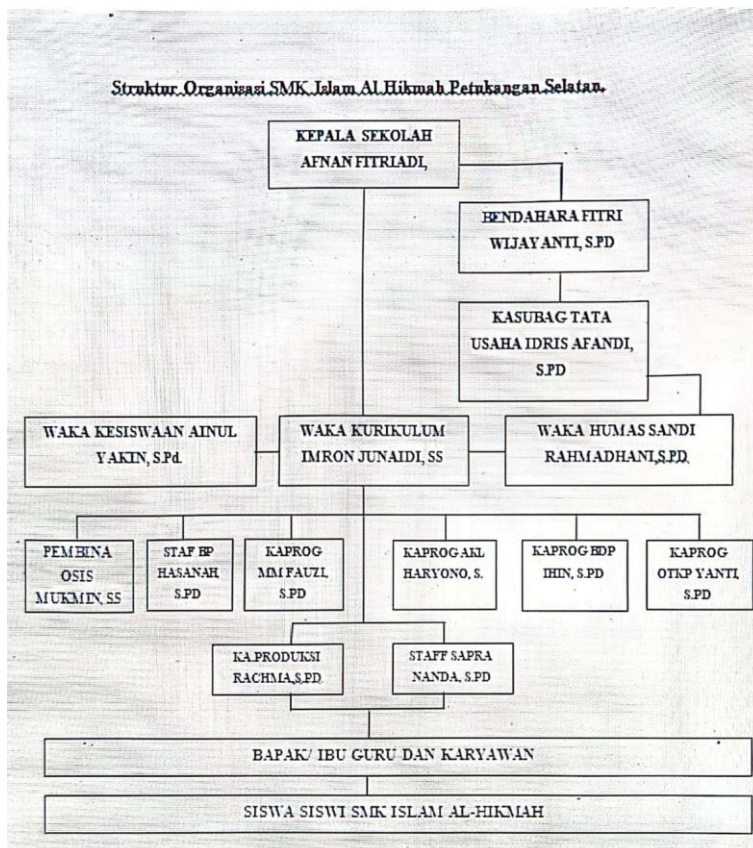 Struktur Organisasi SMK Islam Al Hikmah Petukangan Selatan.
KEPALA SEKOLAH
AFNAN FITRIADI,
BENDAHARA FITRI
WIJAYANTI, S.PD
KASUBAG TATA
USAHA IDRIS AFANDI,
S.PD
WAKA KESISWAAN AINUL
YAKIN, S.Pd.
WAKA KURIKULUM
IMRON JUNAIDI, SS
WAKA HUMAS SANDI
RAHMADHANI,S.PD
PEMBINA
OSIS
MUKMIN, SS
STAF BP
HASANAH,
S.PD
KAPROG
MM FAUZI,
S.PD
KAPROG AKL
HARYONO, S.
KAPROG BDP
IHIN, S.PD
KAPROG
OTKP YANTI,
S.PD
KA.PRODUKSI
RACHMA,S.PD
STAFF SAPRA
NANDA, S.PD
BAPAK/ IBU GURU DAN KARYAWAN
SISWA SISWI SMK ISLAM AL-HIKMAH